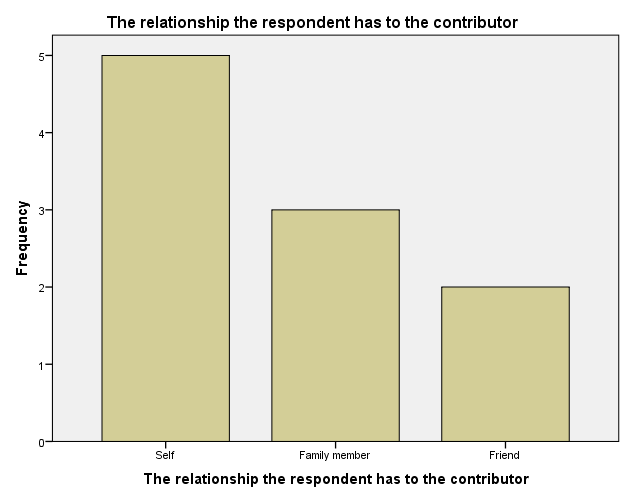 The relationship the respondent has to the contributor
5
4
3
2
1
0
Frequency
Self
Family member
Friend
The relationship the respondent has to the contributor